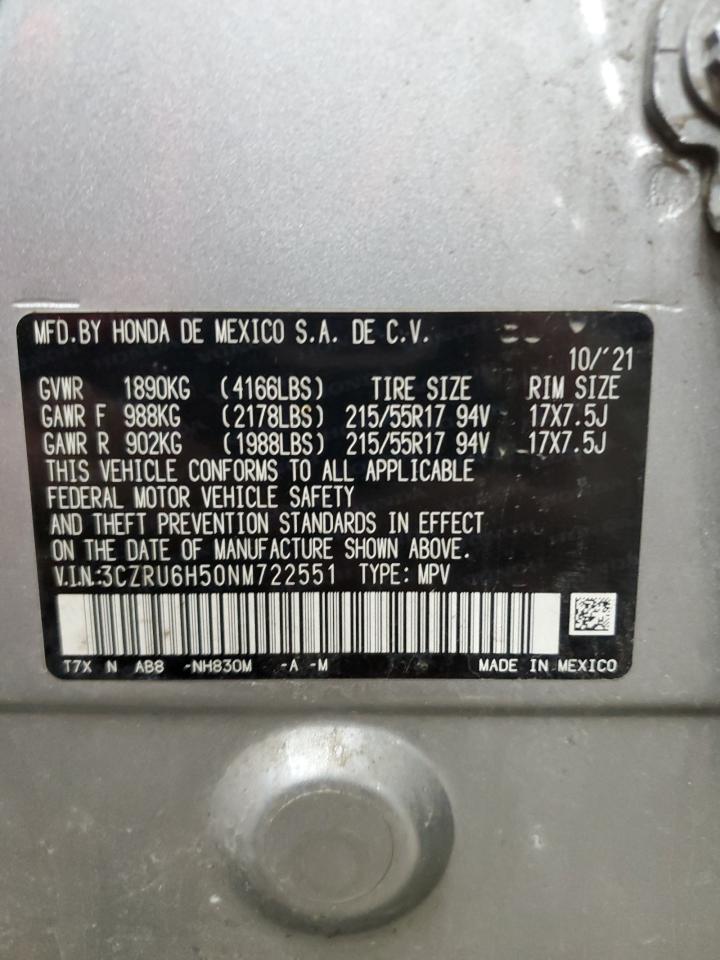 MFD.BY HONDA DE MEXICO S.A. DE C.V.
10/'21
GVWR 1890KG (4166LBS) TIRE SIZE RIM SIZE
GAWR F 988KG (2178LBS) 215/55R17 94V 17X7.5J
GAWR R 902KG (1988LBS) 215/55R17 94V 17X7.5J
THIS VEHICLE CONFORMS TO ALL APPLICABLE
FEDERAL MOTOR VEHICLE SAFETY
AND THEFT PREVENTION STANDARDS IN EFFECT
ON THE DATE OF MANUFACTURE SHOWN ABOVE.
V.I.N.:3CZRU6H50NM722551 TYPE: MPV
T7X N AB8 -NH830M -A -M MADE IN MEXICO